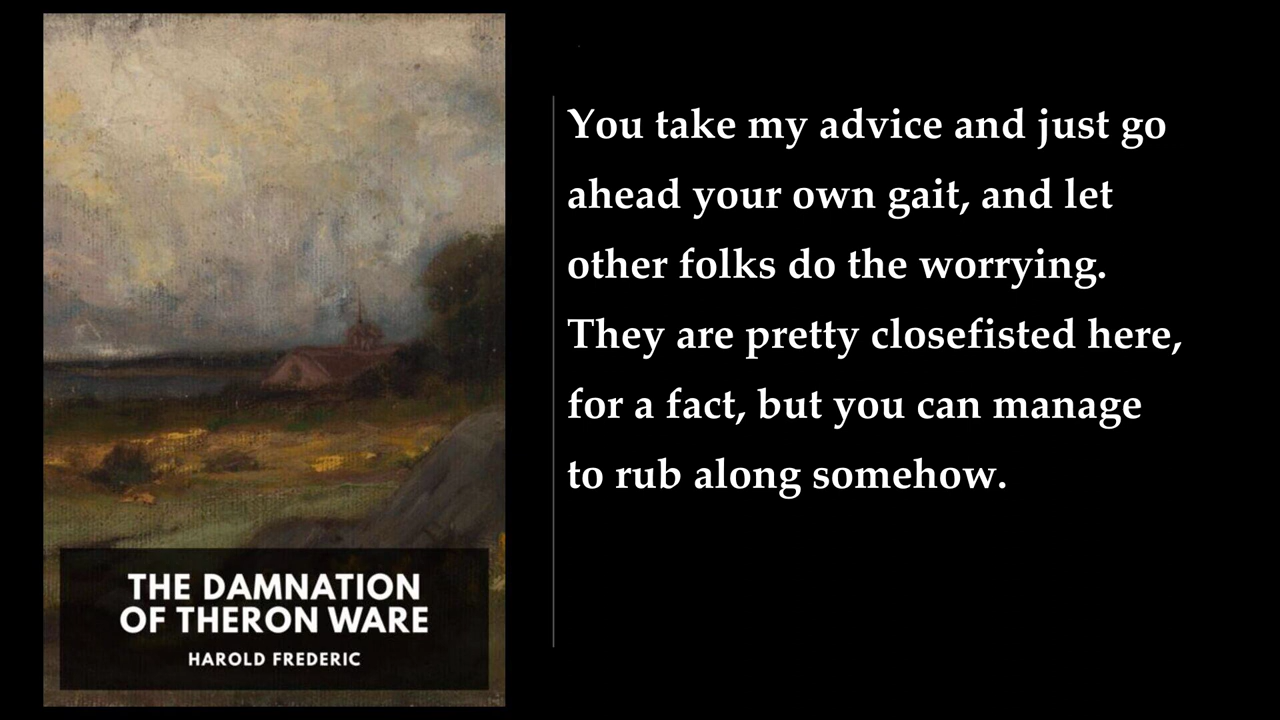 You take my advice and just go
ahead your own gait, and let
other folks do the worrying.
They are pretty closefisted here,
for a fact, but you can manage
to rub along somehow.
THE DAMNATION
OF THERON WARE
HAROLD FREDERIC